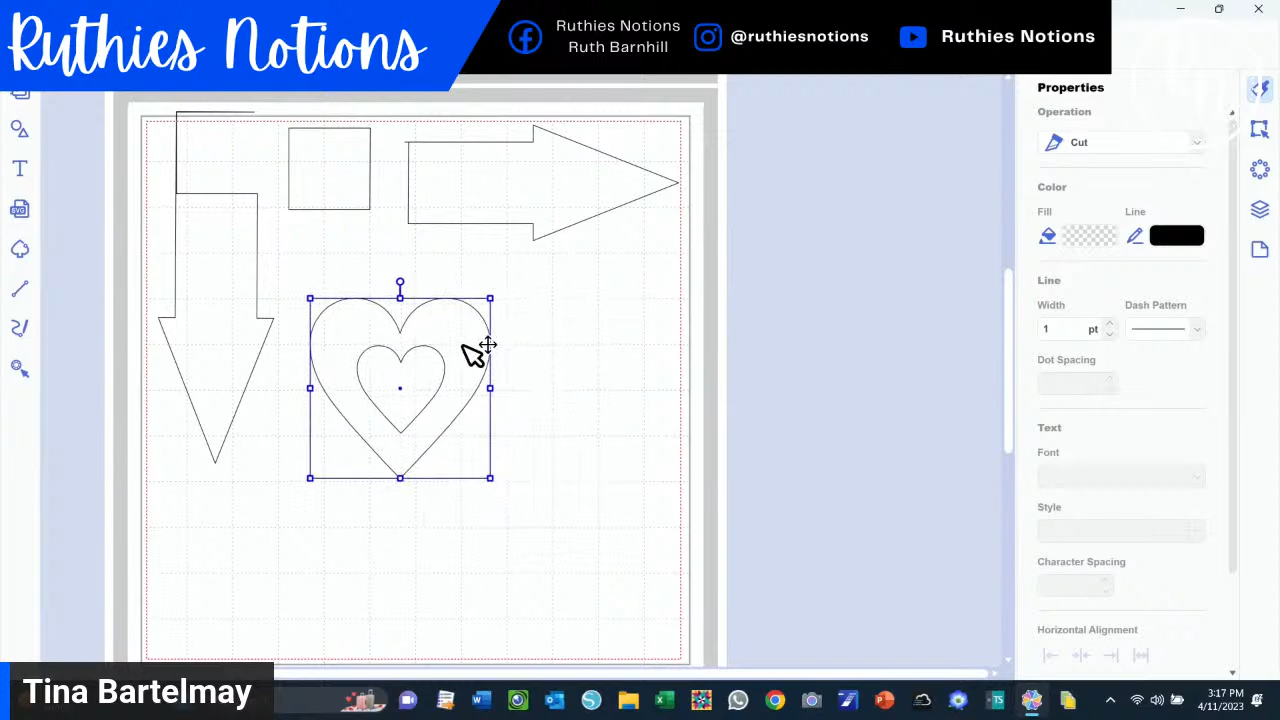 Ruthies Notions
Ruthies Notions
Ruth Barnhill
@ruthiesnotions
Ruthies Notions
Properties
Operation
Cut
Color
Fill
Line
Line
Width
Dash Pattern
1
pt
Dot Spacing
Text
Font
Style
Character Spacing
Horizontal Alignment
T
SVG
Tina Bartelmay
TS
3:17 PM
4/11/2023